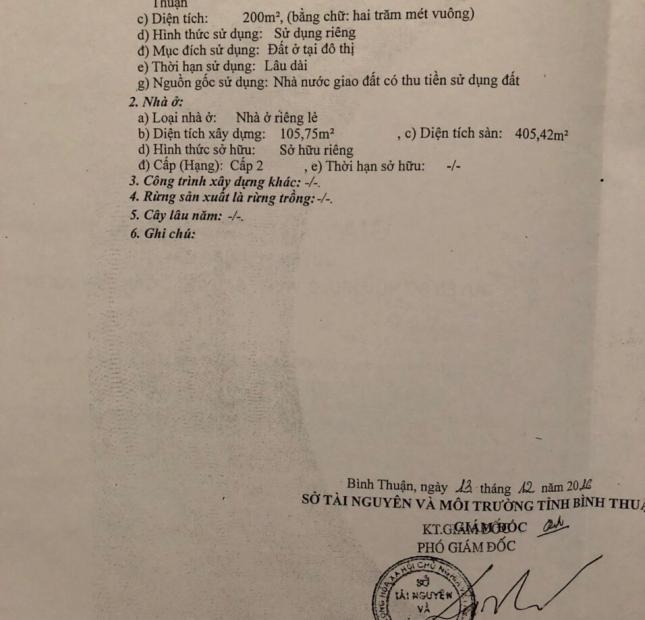 Thuận
c) Diện tích: 200m², (bằng chữ: hai trăm mét vuông)
d) Hình thức sử dụng: Sử dụng riêng
đ) Mục đích sử dụng: Đất ở tại đô thị
e) Thời hạn sử dụng: Lâu dài
g) Nguồn gốc sử dụng: Nhà nước giao đất có thu tiền sử dụng đất
2. Nhà ở:
a) Loại nhà ở: Nhà ở riêng lẻ
b) Diện tích xây dựng: 105,75m² , c) Diện tích sàn: 405,42m²
d) Hình thức sở hữu: Sở hữu riêng
đ) Cấp (Hạng): Cấp 2 , e) Thời hạn sở hữu: -/-
3. Công trình xây dựng khác: -/-.
4. Rừng sản xuất là rừng trồng: -/-.
5. Cây lâu năm: -/-.
6. Ghi chú:
Bình Thuận, ngày 13 tháng 12 năm 2016
SỞ TÀI NGUYÊN VÀ MÔI TRƯỜNG TỈNH BÌNH THUẬ
KT.GIÁM ĐỐC
GIÁM ĐỐC
PHÓ GIÁM ĐỐC
SỞ
TÀI NGUYÊN
VÀ